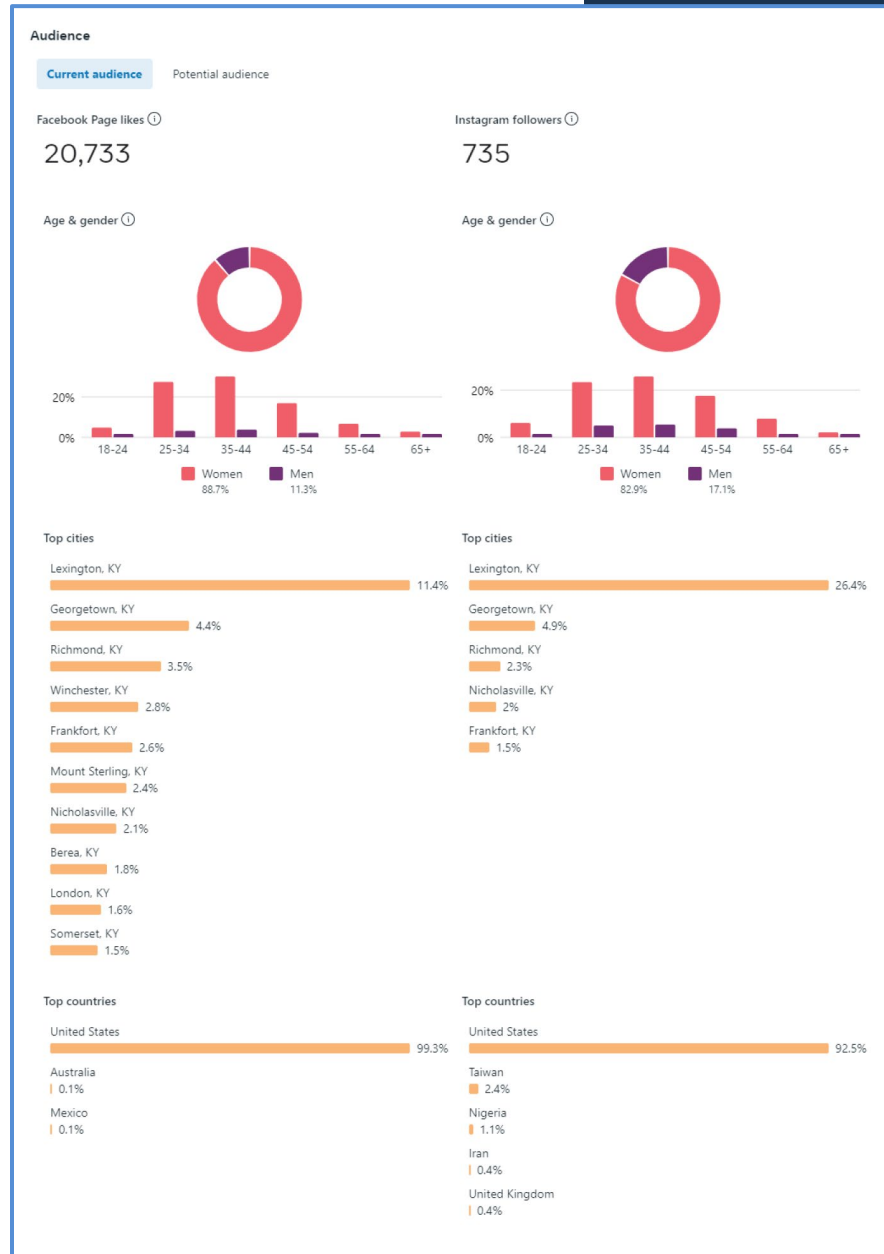 Audience
Current audience Potential audience
Facebook Page likes
20,733
Age & gender
20%
0%
18-24 25-34 35-44 45-54 55-64 65+
Women Men
88.7% 11.3%
Top cities
Lexington, KY
11.4%
Georgetown, KY
4.4%
Richmond, KY
3.5%
Winchester, KY
2.8%
Frankfort, KY
2.6%
Mount Sterling, KY
2.4%
Nicholasville, KY
2.1%
Berea, KY
1.8%
London, KY
1.6%
Somerset, KY
1.5%
Top countries
United States
99.3%
Australia
0.1%
Mexico
0.1%
Instagram followers
735
Age & gender
20%
0%
18-24 25-34 35-44 45-54 55-64 65+
Women Men
82.9% 17.1%
Top cities
Lexington, KY
26.4%
Georgetown, KY
4.9%
Richmond, KY
2.3%
Nicholasville, KY
2%
Frankfort, KY
1.5%
Top countries
United States
92.5%
Taiwan
2.4%
Nigeria
1.1%
Iran
0.4%
United Kingdom
0.4%